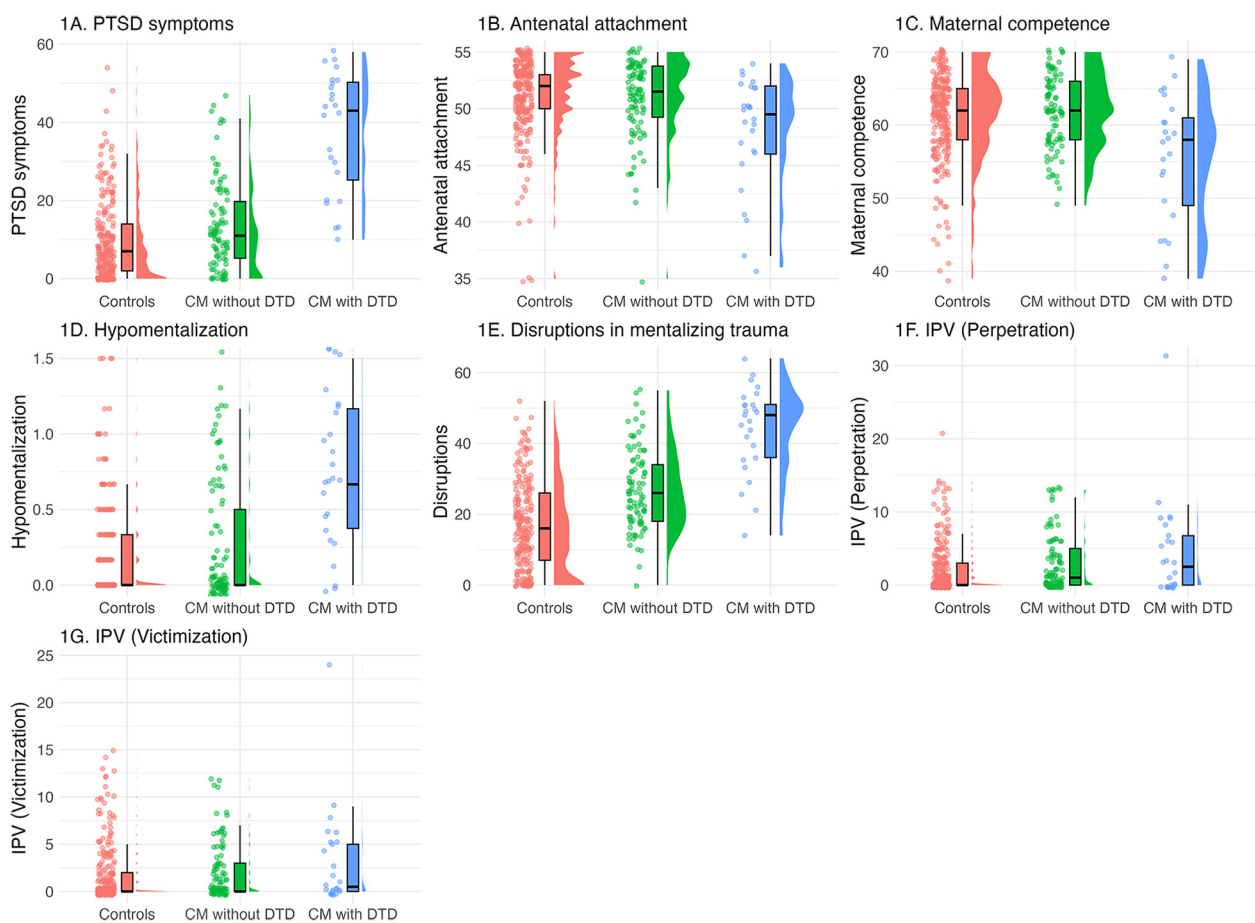 1A. PTSD symptoms
PTSD symptoms
60
40
20
0
Controls CM without DTD CM with DTD
1B. Antenatal attachment
Antenatal attachment
55
50
45
40
35
Controls CM without DTD CM with DTD
1C. Maternal competence
Maternal competence
70
60
50
40
Controls CM without DTD CM with DTD
1D. Hypomentalization
Hypomentalization
1.5
1.0
0.5
0.0
Controls CM without DTD CM with DTD
1E. Disruptions in mentalizing trauma
Disruptions
60
40
20
0
Controls CM without DTD CM with DTD
1F. IPV (Perpetration)
IPV (Perpetration)
30
20
10
0
Controls CM without DTD CM with DTD
1G. IPV (Victimization)
IPV (Victimization)
25
20
15
10
5
0
Controls CM without DTD CM with DTD